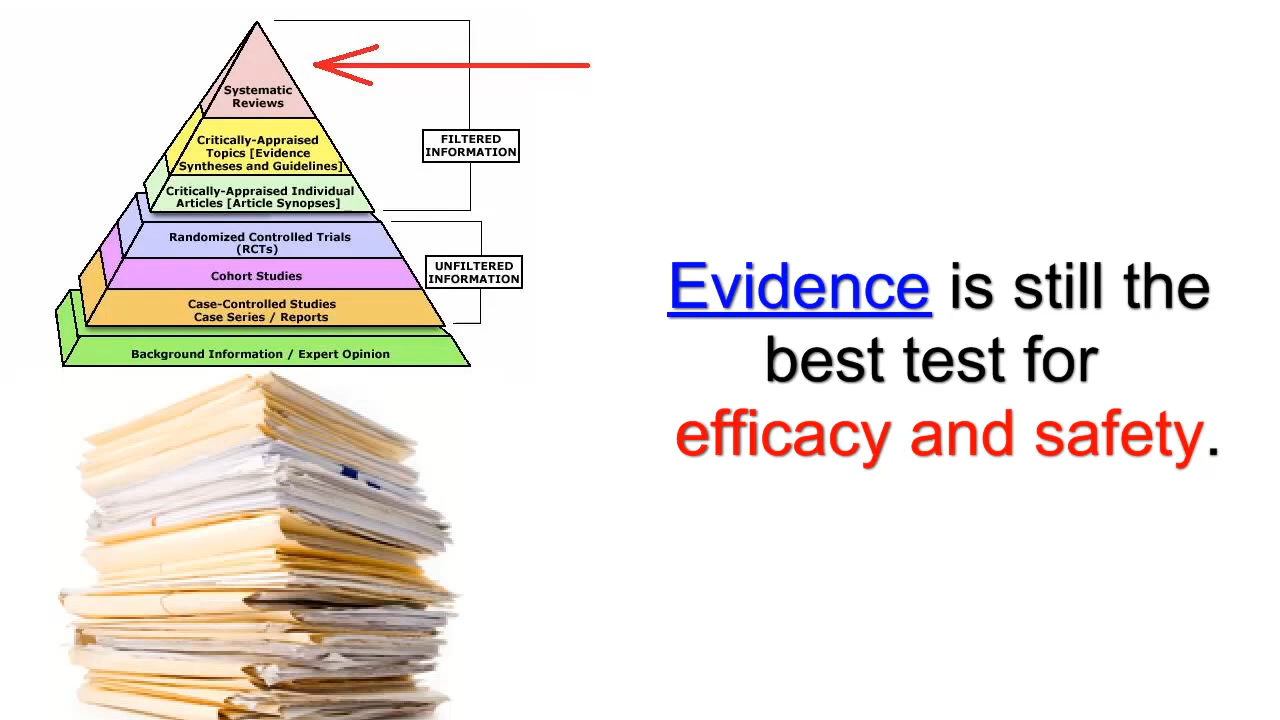 Systematic
Reviews
Critically-Appraised
Topics [Evidence
Syntheses and Guidelines]
Critically-Appraised Individual
Articles [Article Synopses]
FILTERED
INFORMATION
Randomized Controlled Trials
(RCTs)
Cohort Studies
Case-Controlled Studies
Case Series / Reports
UNFILTERED
INFORMATION
Background Information / Expert Opinion
Evidence is still the
best test for
efficacy and safety.